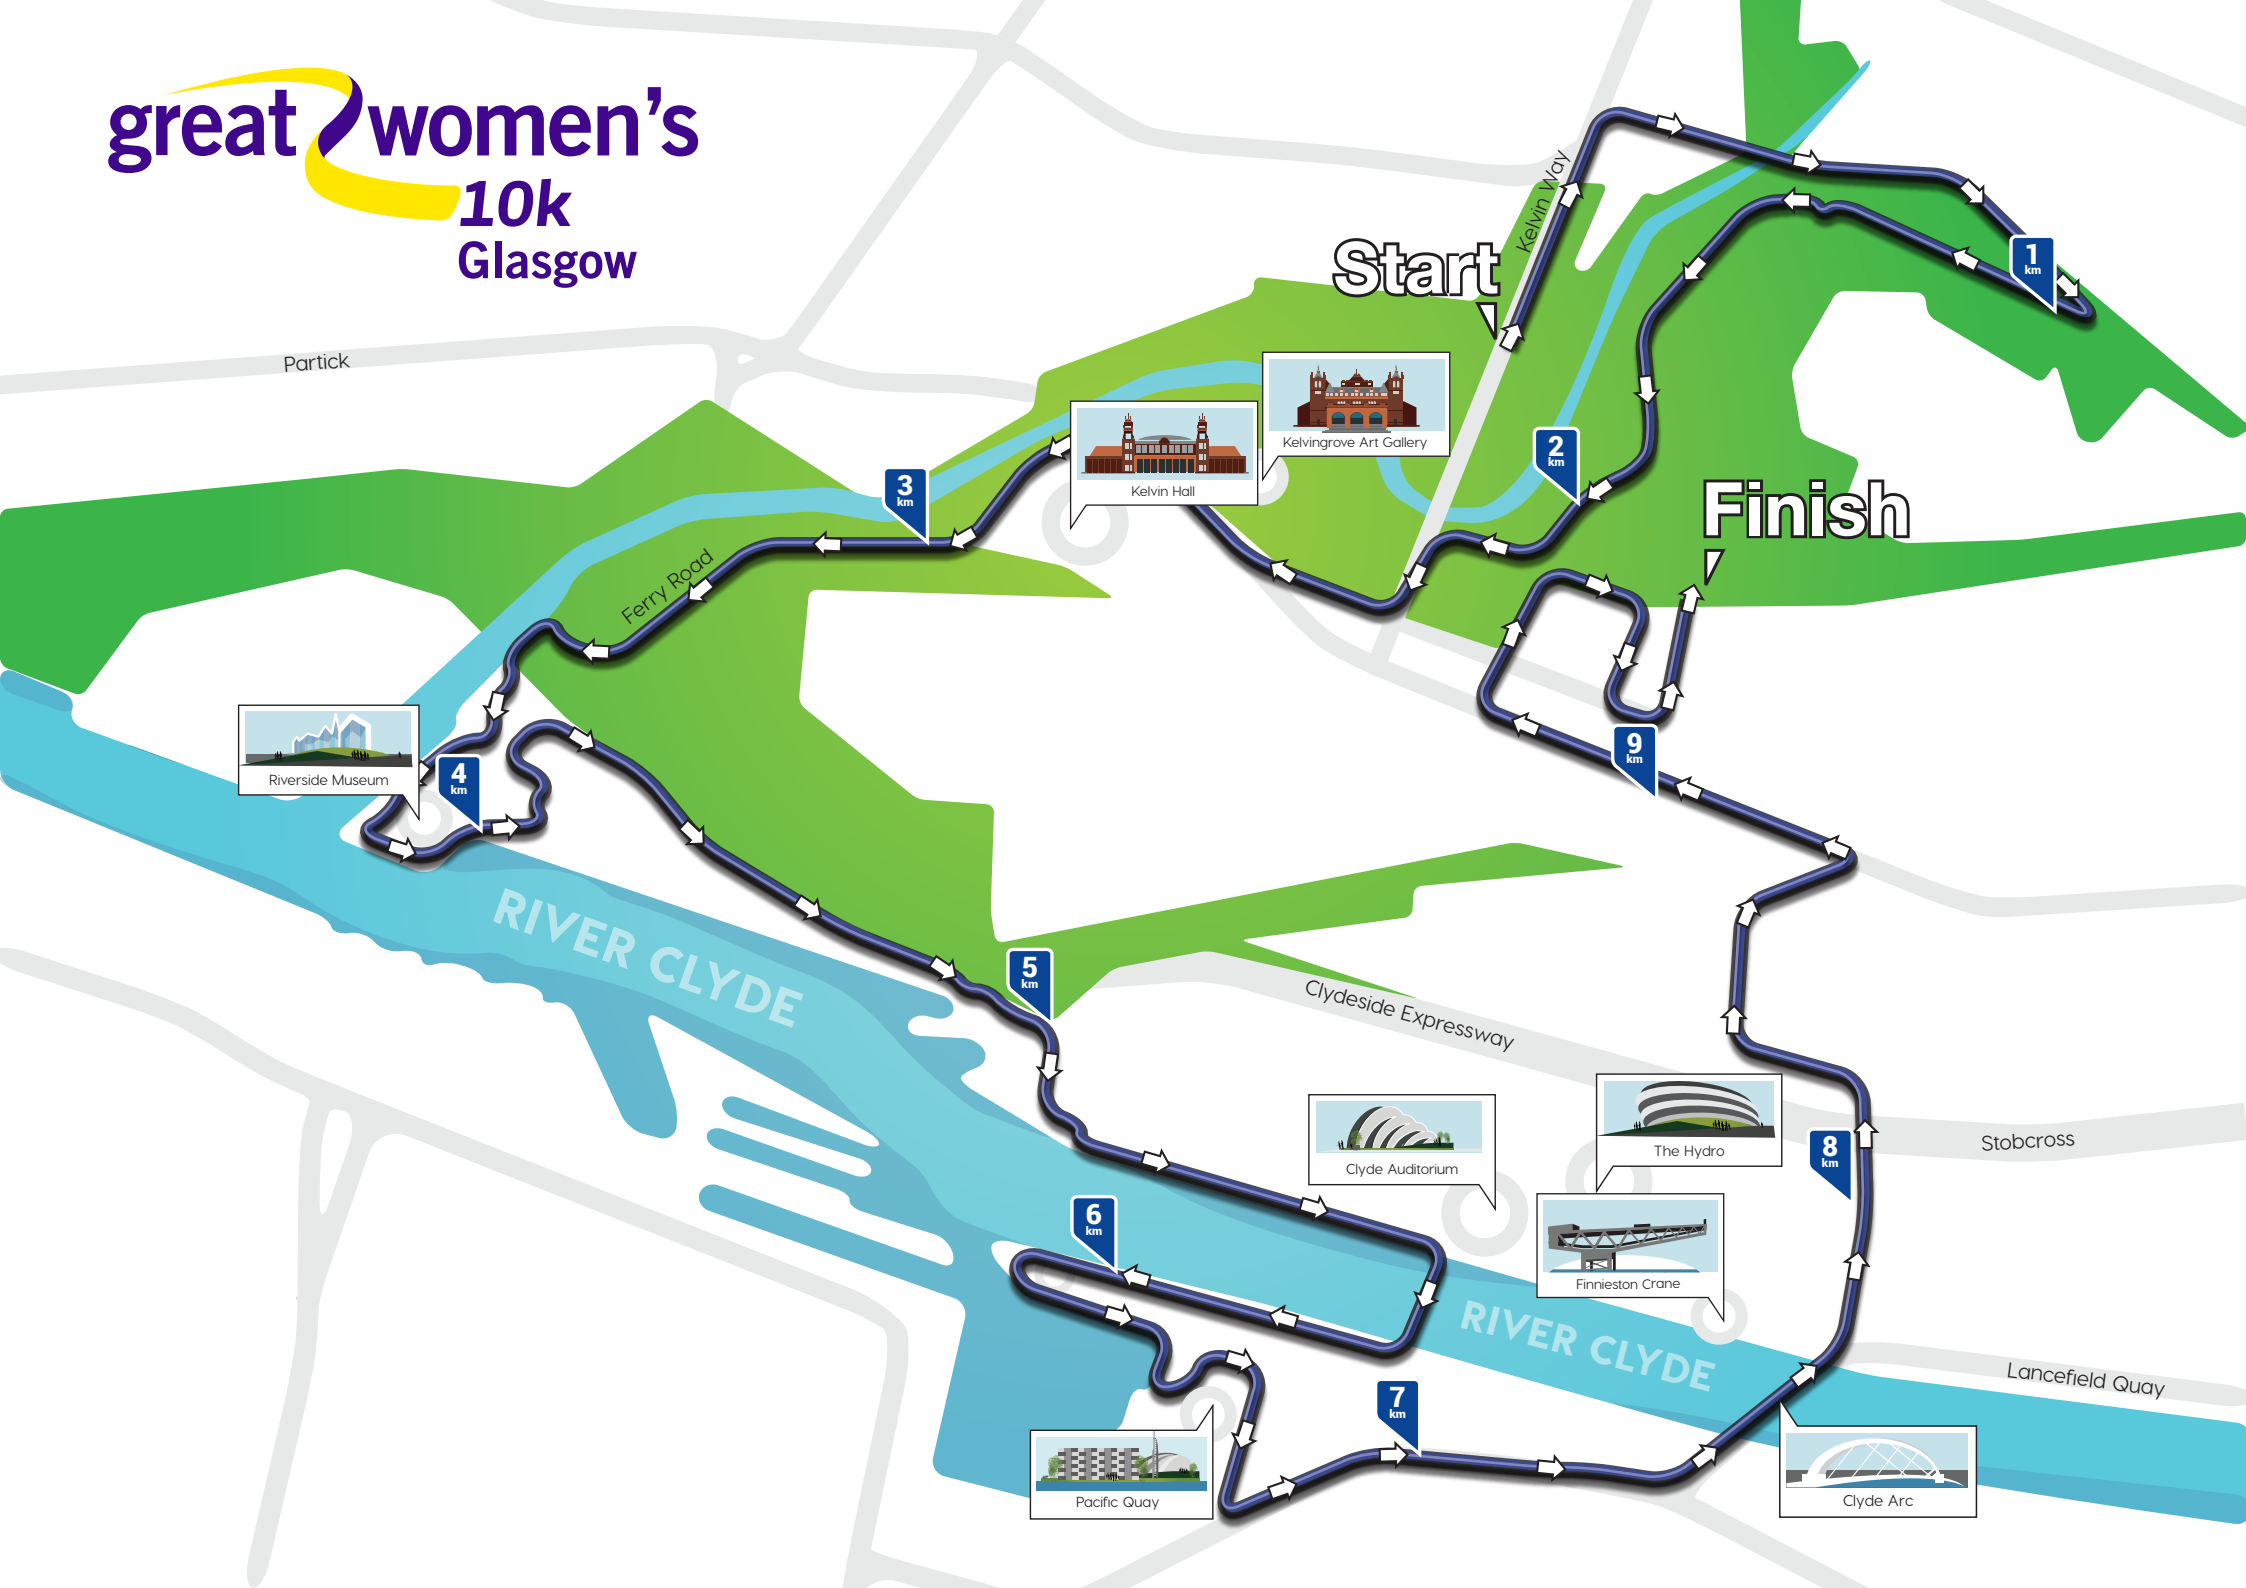 great women's
10k
Glasgow
Partick
Kelvin Way
Start
1
km
Kelvingrove Art Gallery
Kelvin Hall
2
km
3
km
Finish
Ferry Road
Riverside Museum
4
km
9
km
RIVER CLYDE
5
km
Clydeside Expressway
The Hydro
Clyde Auditorium
8
km
Stobcross
6
km
Finnieston Crane
RIVER CLYDE
Lancefield Quay
7
km
Pacific Quay
Clyde Arc